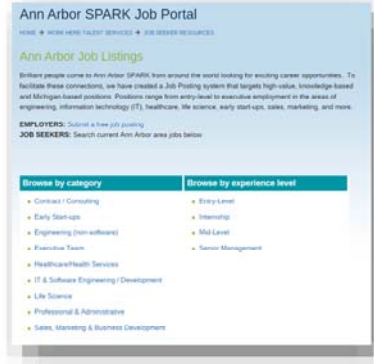 Ann Arbor SPARK Job Portal
HOME → WORK HERE TALENT SERVICES → JOB SEEKER RESOURCES
Ann Arbor Job Listings
Brilliant people come to Ann Arbor SPARK from around the world looking for exciting career opportunities. To
facilitate these connections, we have created a Job Posting system that targets high-value, knowledge-based
and Michigan-based positions. Positions range from entry-level to executive employment in the areas of
engineering, information technology (IT), healthcare, life science, early start-ups, sales, marketing, and more.
EMPLOYERS: Submit a free job posting
JOB SEEKERS: Search current Ann Arbor area jobs below
Browse by category
Contract / Consulting
Early Start-ups
Engineering (non-software)
Executive Team
Healthcare/Health Services
IT & Software Engineering / Development
Life Science
Professional & Administrative
Sales, Marketing & Business Development
Browse by experience level
Entry-Level
Internship
Mid-Level
Senior Management